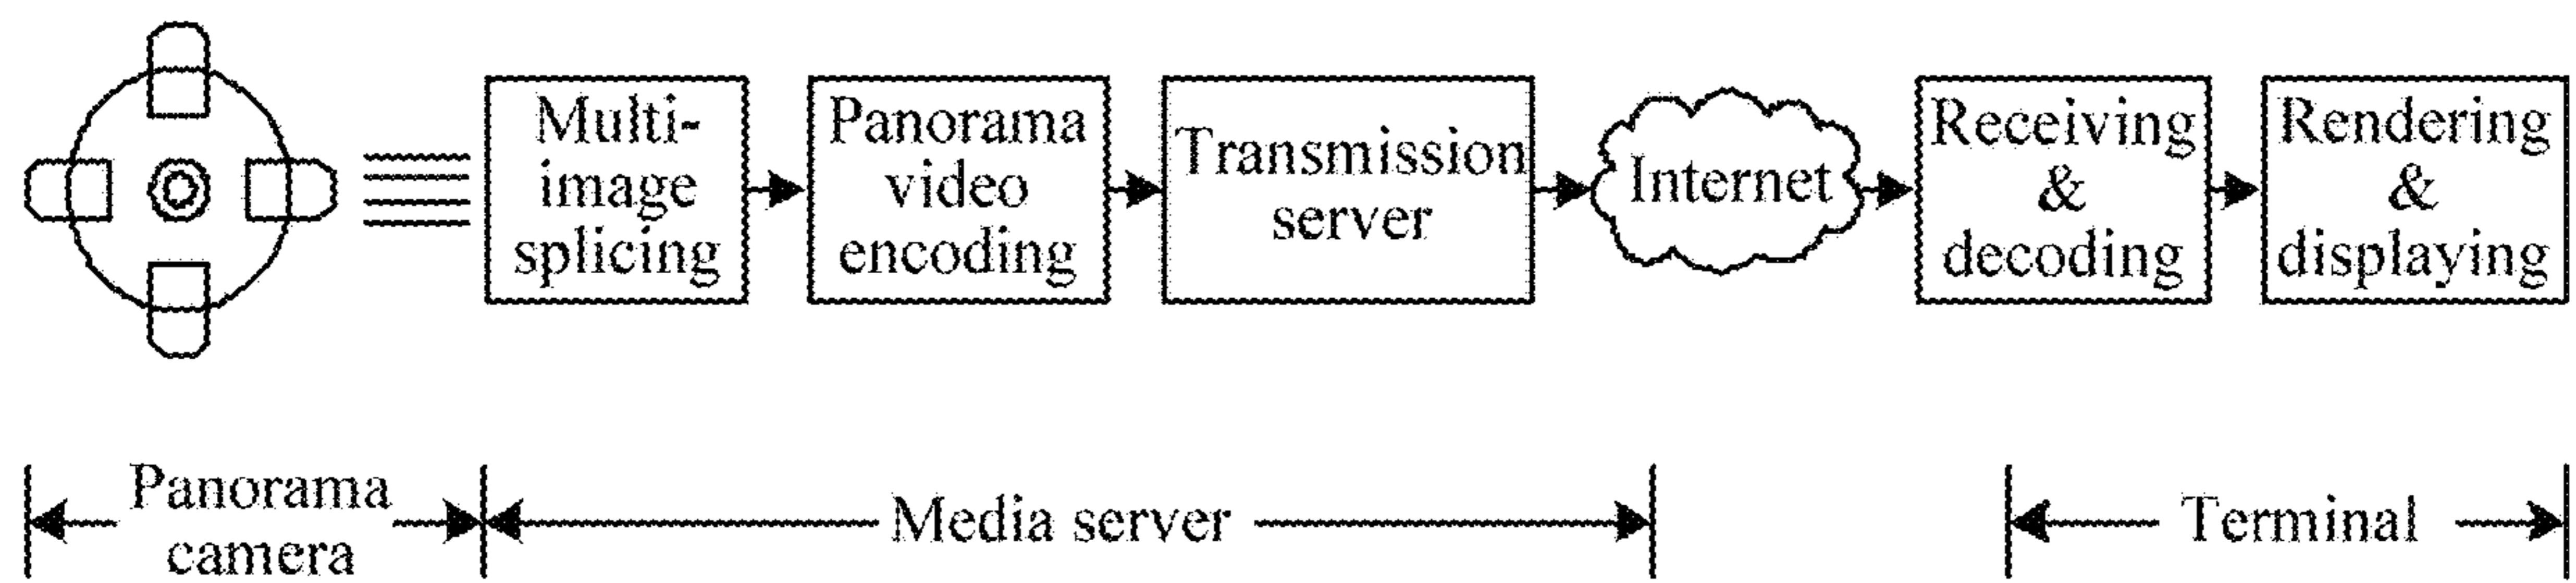 Multi-
image
splicing
Panorama
video
encoding
Transmission
server
Internet
Receiving
&
decoding
Rendering
&
displaying
Panorama
camera
Media server
Terminal